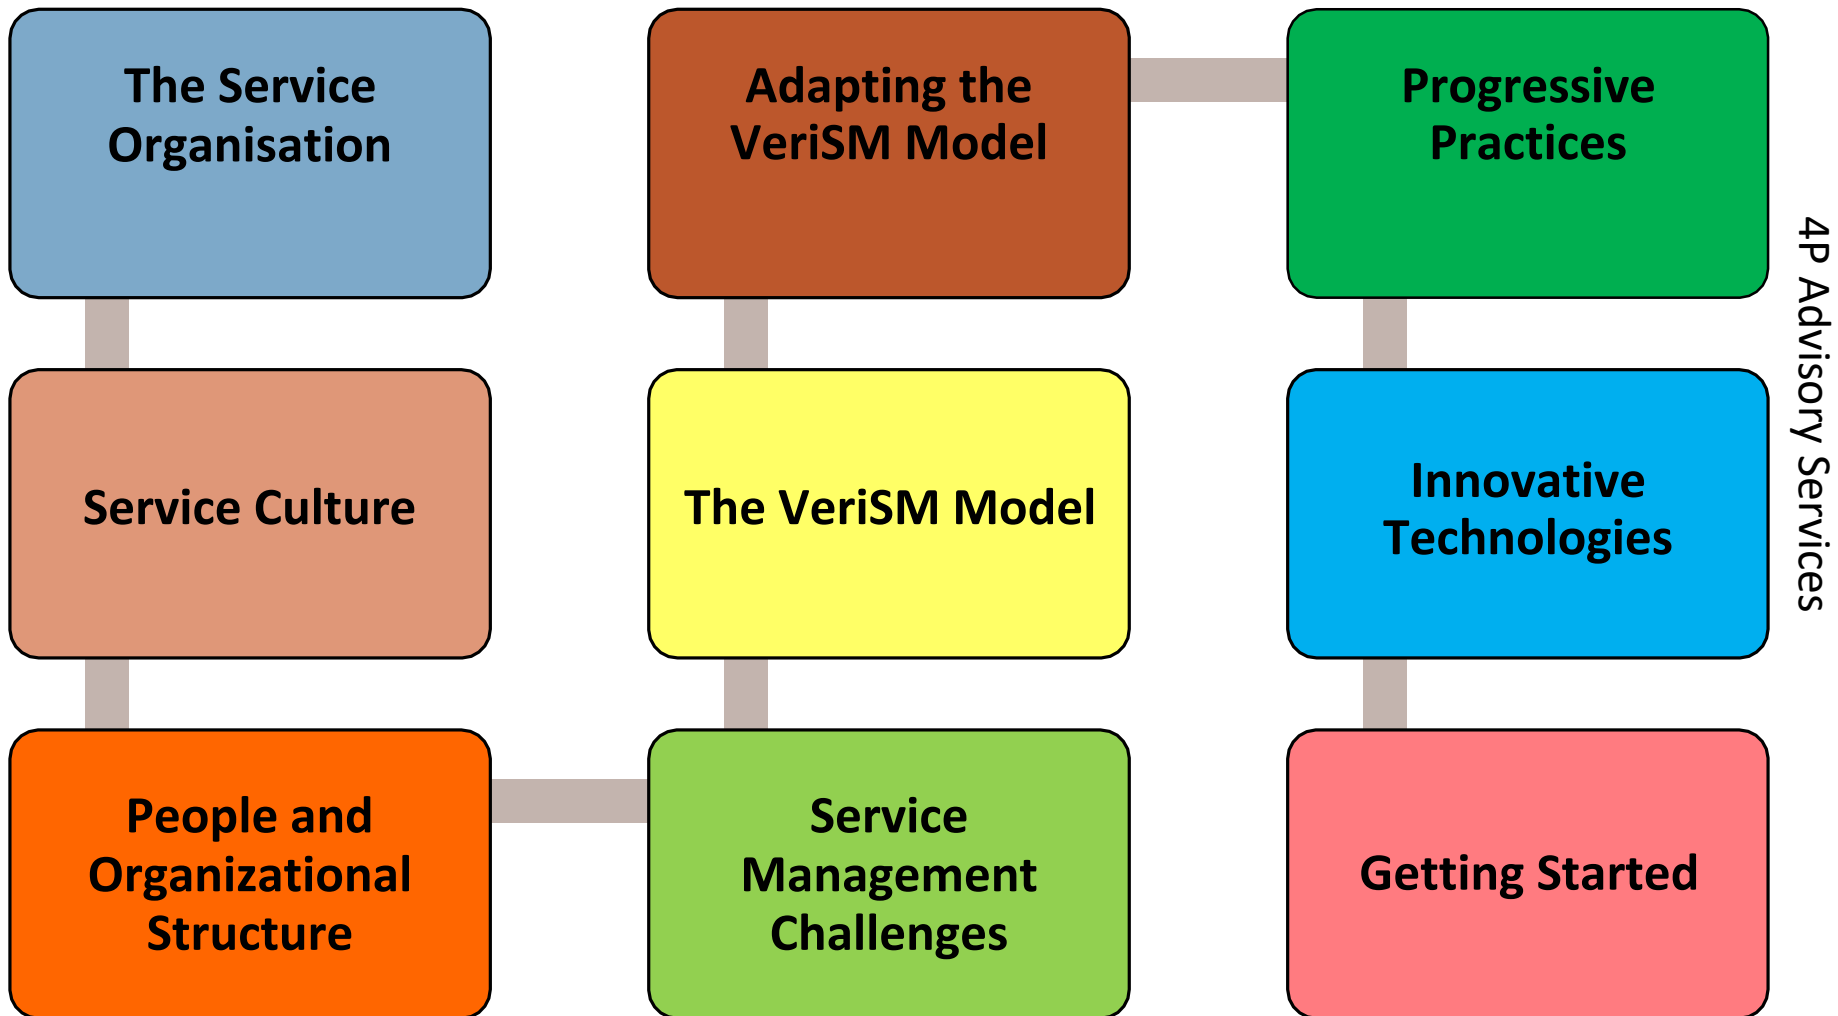 The Service
Organisation
Service Culture
People and
Organizational
Structure
Service
Management
Challenges
The VeriSM Model
Adapting the
VeriSM Model
Progressive
Practices
Innovative
Technologies
Getting Started
4P Advisory Services